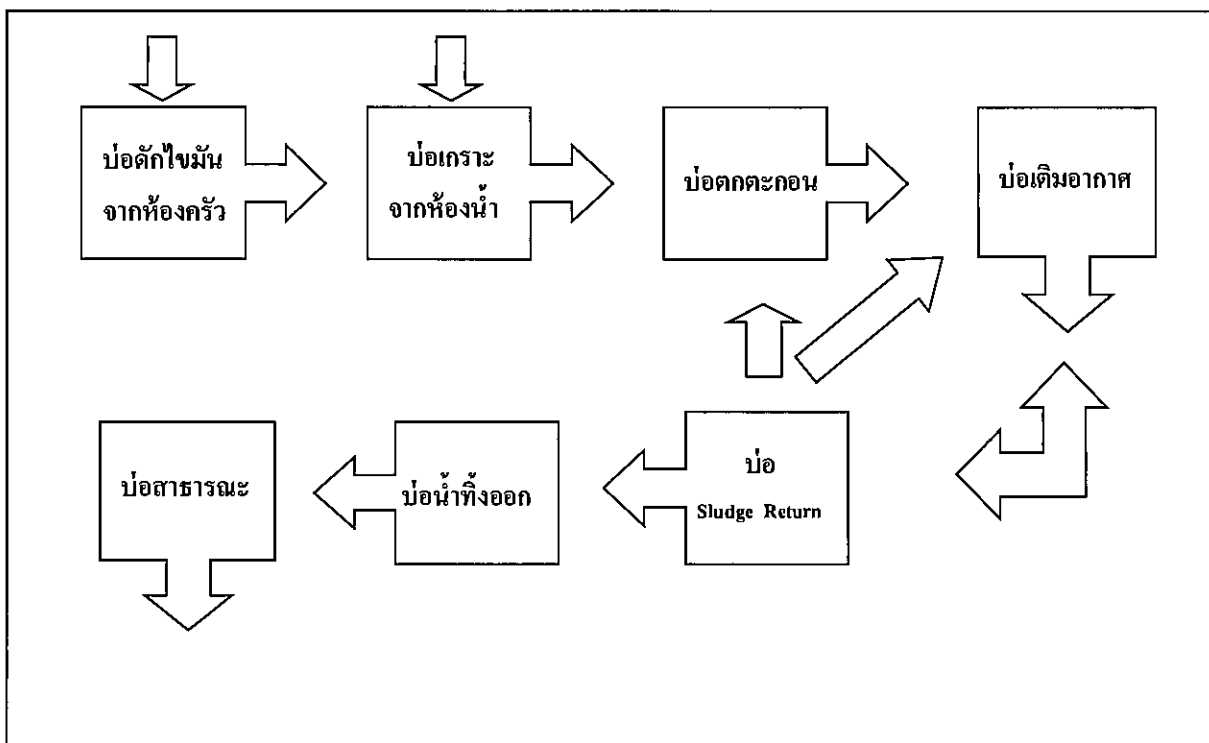 บ่อดักไขมัน
จากห้องครัว
บ่อเกราะ
จากห้องน้ำ
บ่อตกตะกอน
บ่อเติมอากาศ
บ่อสาธารณะ
บ่อน้ำทิ้งออก
บ่อ
Sludge Return